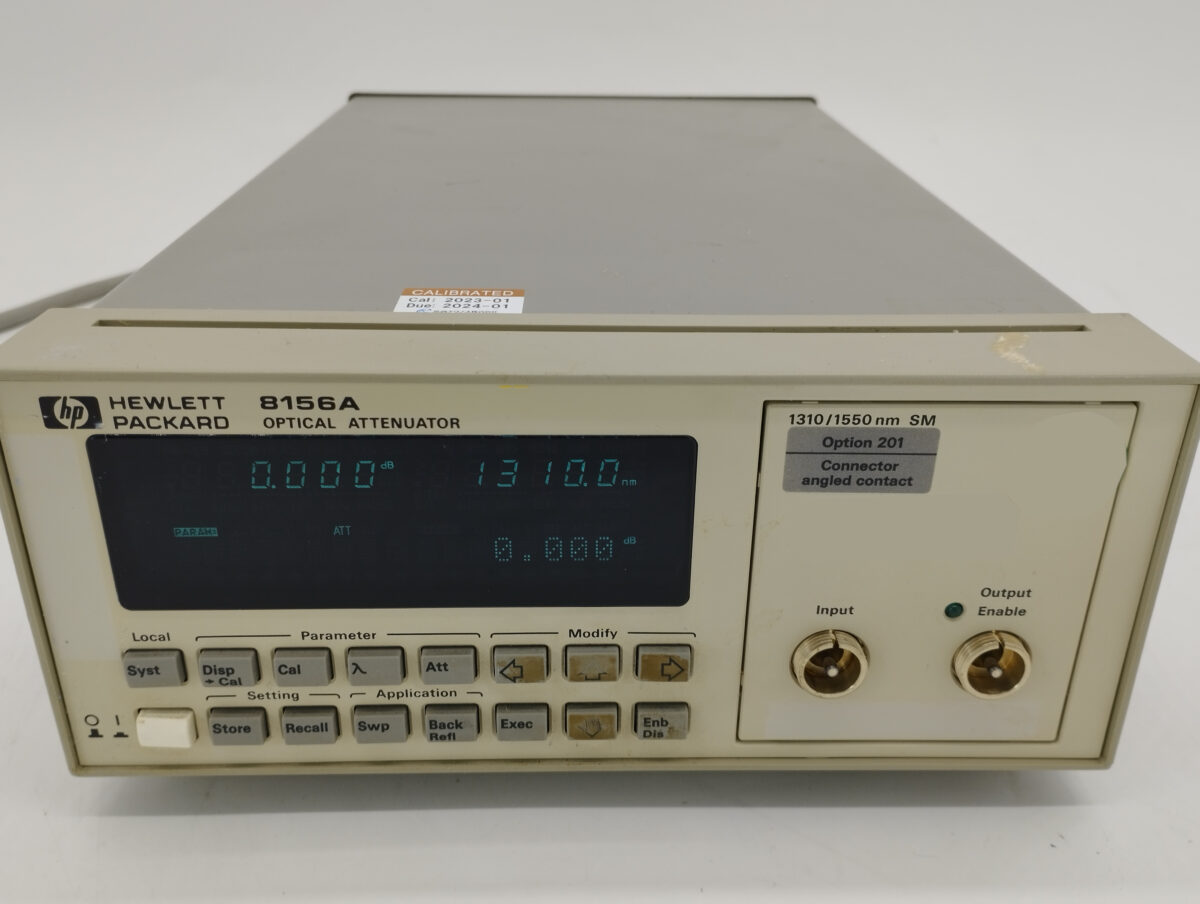 CALIBRATED
Cal: 2023-01
Due: 2024-01
hp HEWLETT PACKARD
8156A
OPTICAL ATTENUATOR
1310/1550 nm SM
Option 201
Connector
angled contact
0.000 dB 1310.0 nm
PARAM: ATT 0.000 dB
Output
Input Enable
Local Parameter Modify
Syst Disp → Cal Cal λ Att
Setting Application
O I Store Recall Swp Back Refl Exec Enb Dis